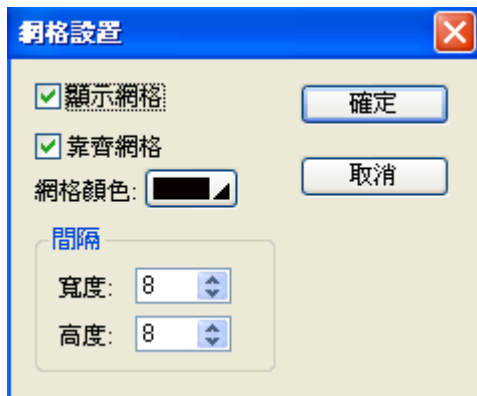 網格設置
顯示網格
確定
靠齊網格
取消
網格顏色:
間隔
寬度: 8
高度: 8